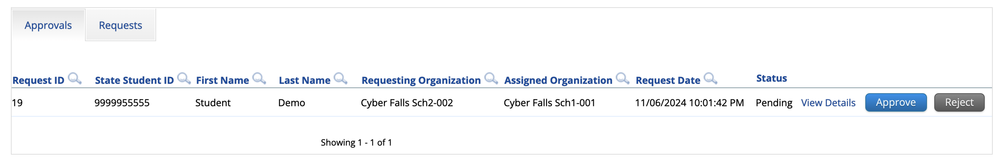 Approvals Requests
Request ID State Student ID First Name Last Name Requesting Organization Assigned Organization Request Date Status
19 9999955555 Student Demo Cyber Falls Sch2-002 Cyber Falls Sch1-001 11/06/2024 10:01:42 PM Pending View Details Approve Reject
Showing 1 - 1 of 1